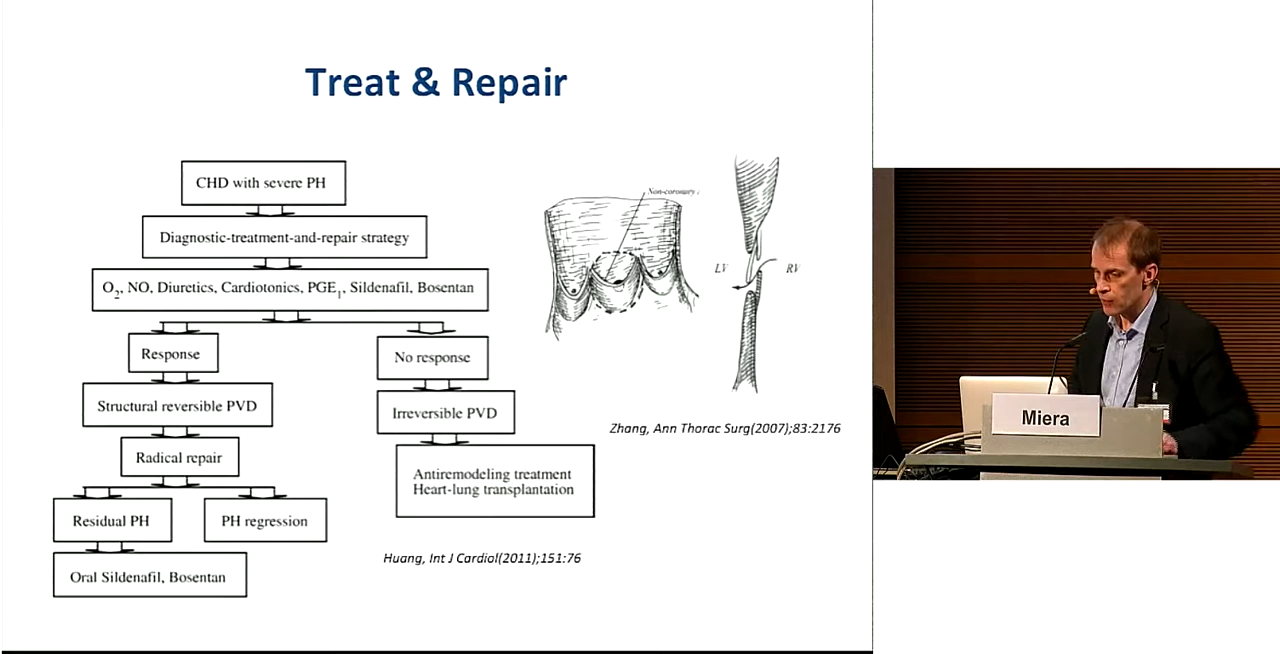 Treat & Repair
CHD with severe PH
Diagnostic-treatment-and-repair strategy
O2, NO, Diuretics, Cardiotonics, PGE1, Sildenafil, Bosentan
Response
No response
Structural reversible PVD
Irreversible PVD
Radical repair
Antiremodeling treatment
Heart-lung transplantation
Residual PH
PH regression
Oral Sildenafil, Bosentan
Huang, Int J Cardiol(2011);151:76
Non-coronary
LV
RV
Zhang, Ann Thorac Surg(2007);83:2176
Miera